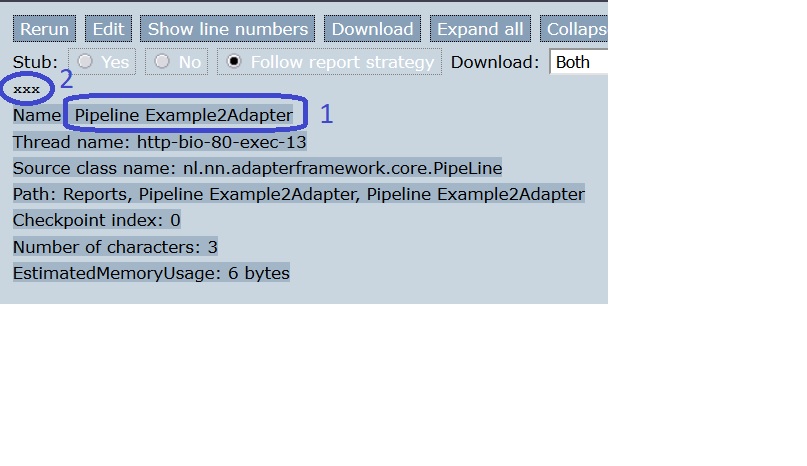 Rerun Edit Show line numbers Download Expand all Collaps
Stub: Yes No Follow report strategy Download: Both
xxx 2
Name Pipeline Example2Adapter 1
Thread name: http-bio-80-exec-13
Source class name: nl.nn.adapterframework.core.PipeLine
Path: Reports, Pipeline Example2Adapter, Pipeline Example2Adapter
Checkpoint index: 0
Number of characters: 3
EstimatedMemoryUsage: 6 bytes